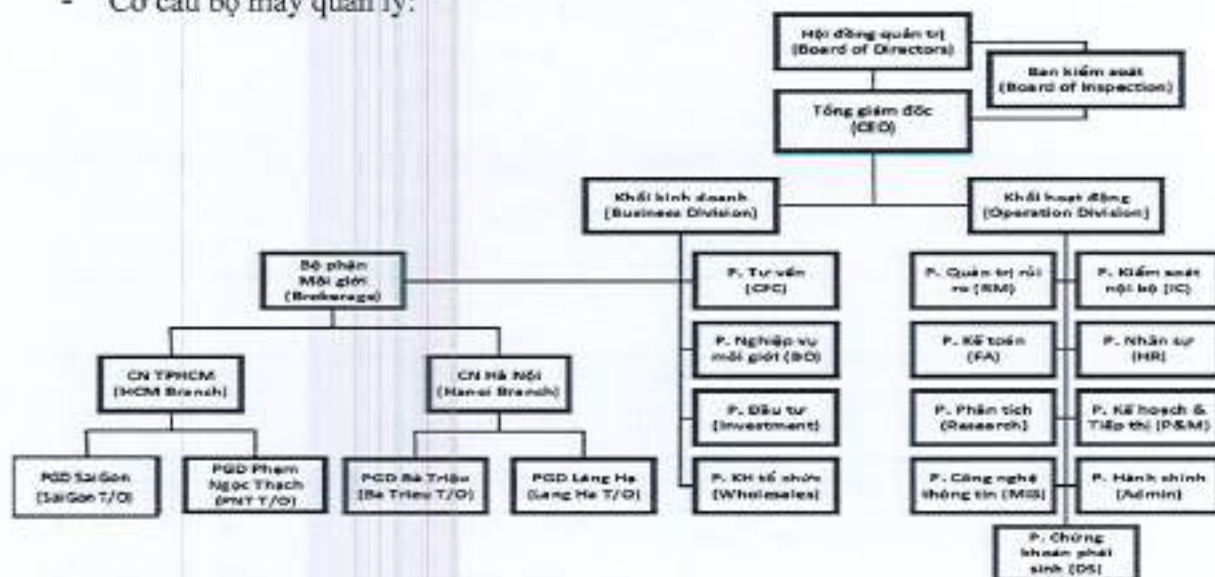 - Cơ cấu bộ máy quản lý:
Hội đồng quản trị
(Board of Directors)
Ban kiểm soát
(Board of Inspection)
Tổng giám đốc
(CEO)
Khối kinh doanh
(Business Division)
Khối hoạt động
(Operation Division)
Bộ phận
Môi giới
(Brokerage)
P. Tư vấn
(CFC)
P. Quản trị rủi
ro (RM)
P. Kiểm soát
nội bộ (IC)
P. Nghiệp vụ
môi giới (BO)
P. Kế toán
(FA)
P. Nhân sự
(HR)
CN TPHCM
(HCM Branch)
CN Hà Nội
(Hanoi Branch)
P. Đầu tư
(Investment)
P. Phân tích
(Research)
P. Kế hoạch &
Tiếp thị (P&M)
PGD SaiGon
(SaiGon T/O)
PGD Phạm
Ngọc Thạch
(PNT T/O)
PGD Bà Triệu
(Ba Trieu T/O)
PGD Láng Hạ
(Lang Ha T/O)
P. KH tổ chức
(Wholesales)
P. Công nghệ
thông tin (MIS)
P. Hành chính
(Admin)
P. Chứng
khoán phái
sinh (DS)